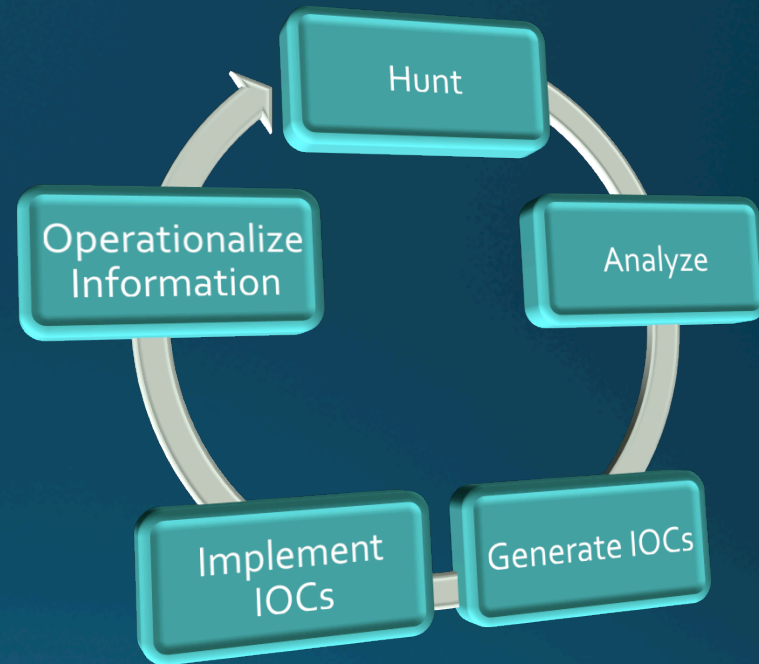 Hunt
Analyze
Generate IOCs
Implement
IOCs
Operationalize
Information